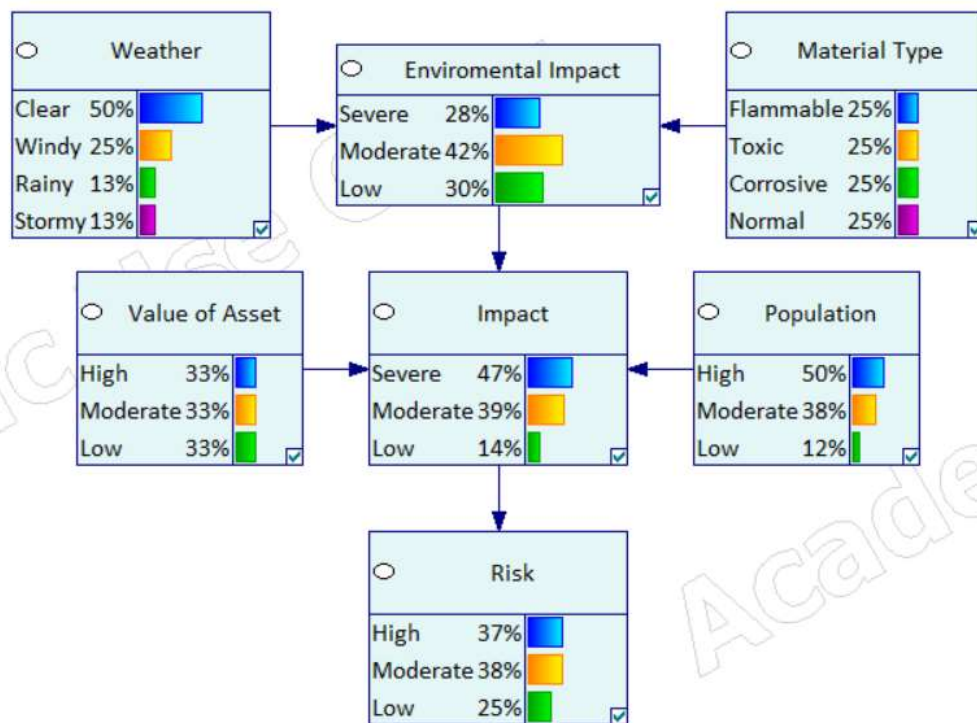 Weather
Clear 50%
Windy 25%
Rainy 13%
Stormy 13%
Enviromental Impact
Severe 28%
Moderate 42%
Low 30%
Material Type
Flammable 25%
Toxic 25%
Corrosive 25%
Normal 25%
Value of Asset
High 33%
Moderate 33%
Low 33%
Impact
Severe 47%
Moderate 39%
Low 14%
Population
High 50%
Moderate 38%
Low 12%
Risk
High 37%
Moderate 38%
Low 25%